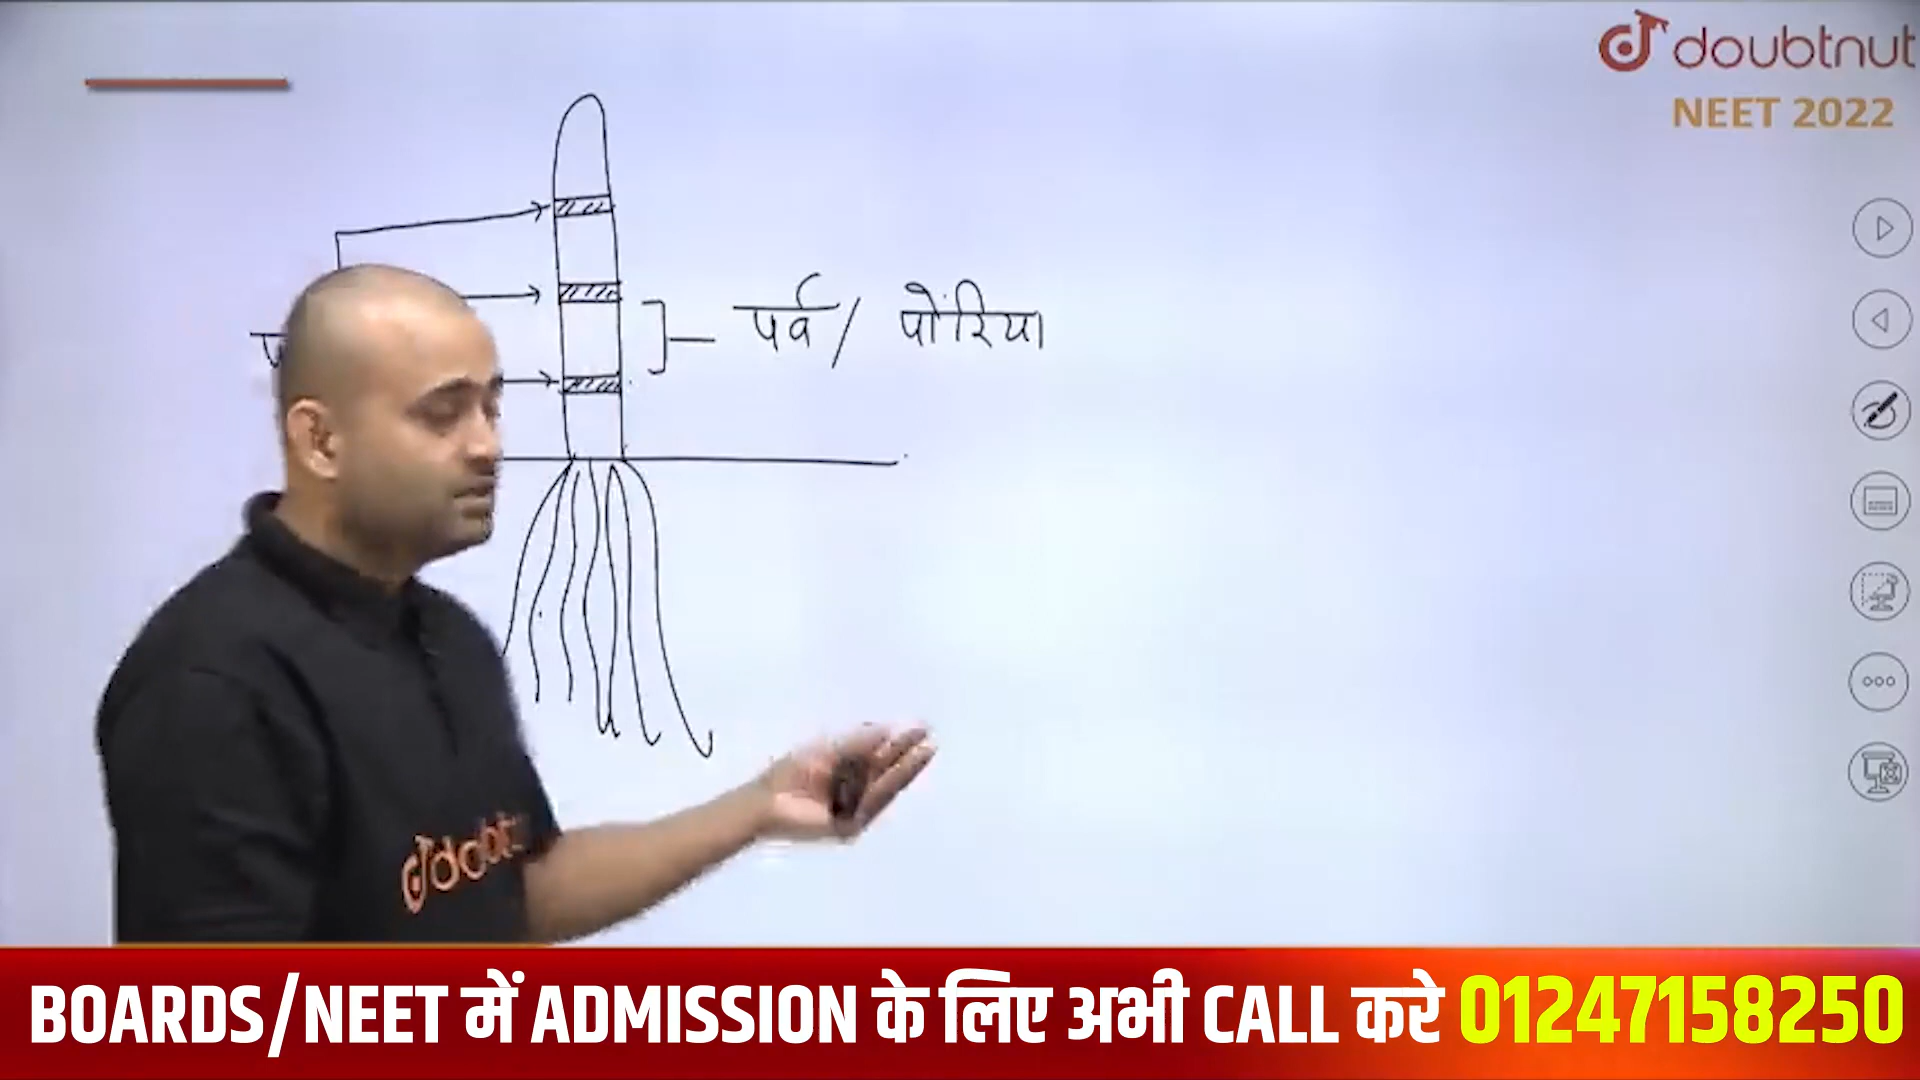 doubtnut
NEET 2022
पर्व / पोंरिया
BOARDS/NEET में ADMISSION के लिए अभी CALL करे 01247158250